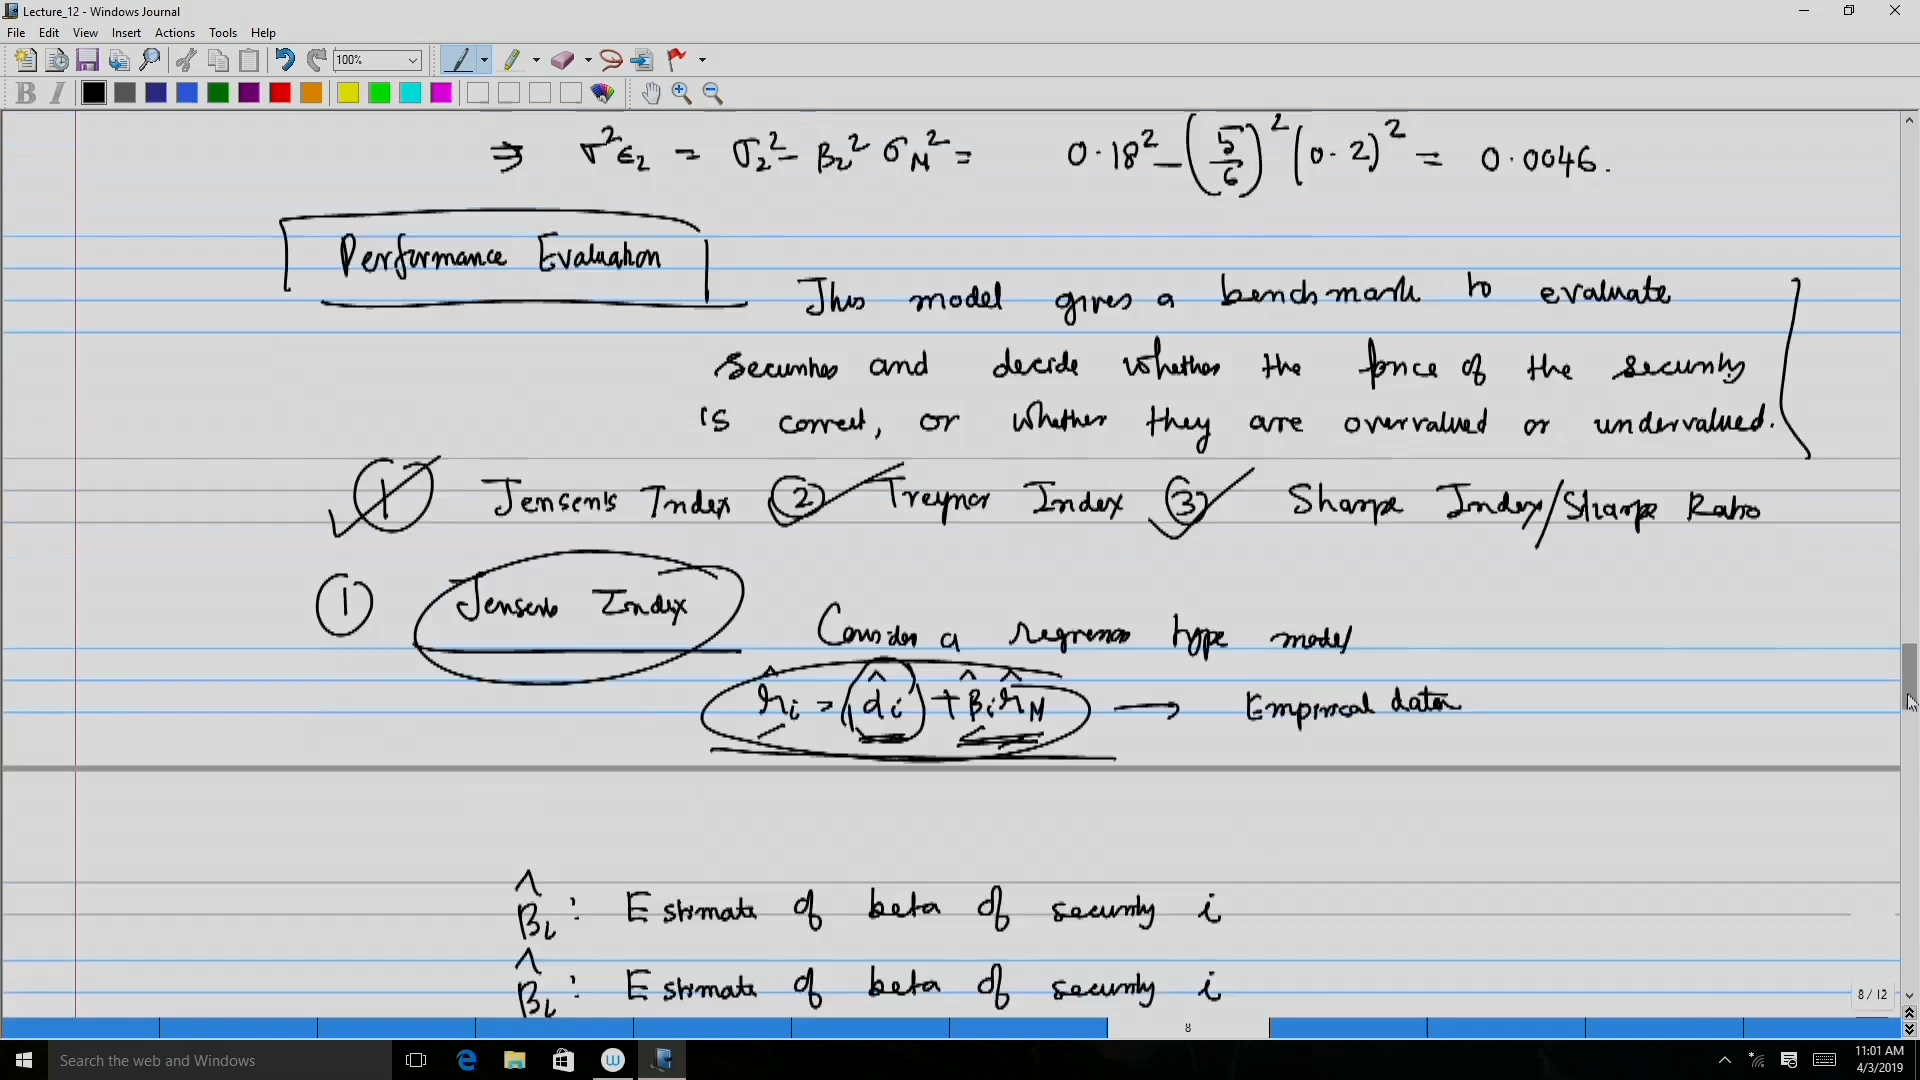 Lecture_12 - Windows Journal
File Edit View Insert Actions Tools Help
100%
B I
⇒ σ²ε₂ = σ₂² - β₂² σ_M² = 0.18² - (5/6)² (0.2)² = 0.0046.
Performance Evaluation
This model gives a benchmark to evaluate
securities and decide whether the price of the security
is correct, or whether they are overvalued or undervalued.
① Jensen's Index ② Treynor Index ③ Sharpe Index/Sharpe Ratio
① Jensen's Index Consider a regression type model
r̂i = α̂i + β̂i r̂M → Empirical data
β̂i : Estimate of beta of security i
β̂i : Estimate of beta of security i
8 / 12
8
Search the web and Windows
11:01 AM
4/3/2019